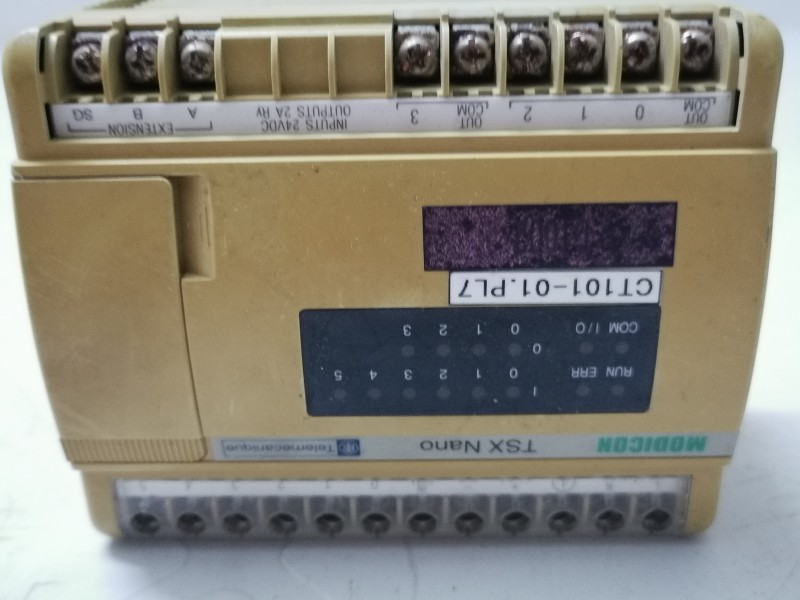 MODICON TSX Nano Telemecanique
RUN ERR I 0 1 2 3 4 5
COM I/O O 0 1 2 3
CT101-01.PL7
OUT COM 0 1 2 OUT COM 3 INPUTS 24VDC A B SG
OUTPUTS 2A Ry EXTENSION